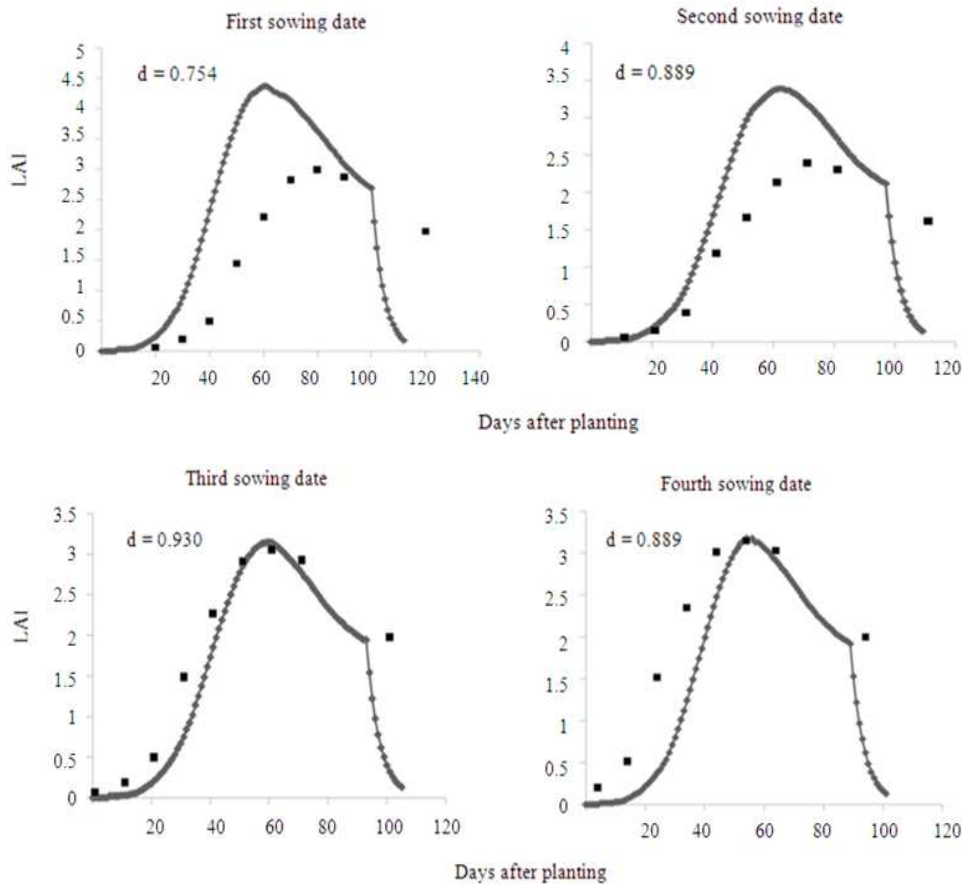 First sowing date
d = 0.754
LAI
5
4.5
4
3.5
3
2.5
2
1.5
1
0.5
0
20 40 60 80 100 120 140
Second sowing date
d = 0.889
4
3.5
3
2.5
2
1.5
1
0.5
0
20 40 60 80 100 120
Days after planting
Third sowing date
d = 0.930
LAI
3.5
3
2.5
2
1.5
1
0.5
0
20 40 60 80 100 120
Fourth sowing date
d = 0.889
3.5
3
2.5
2
1.5
1
0.5
0
20 40 60 80 100 120
Days after planting